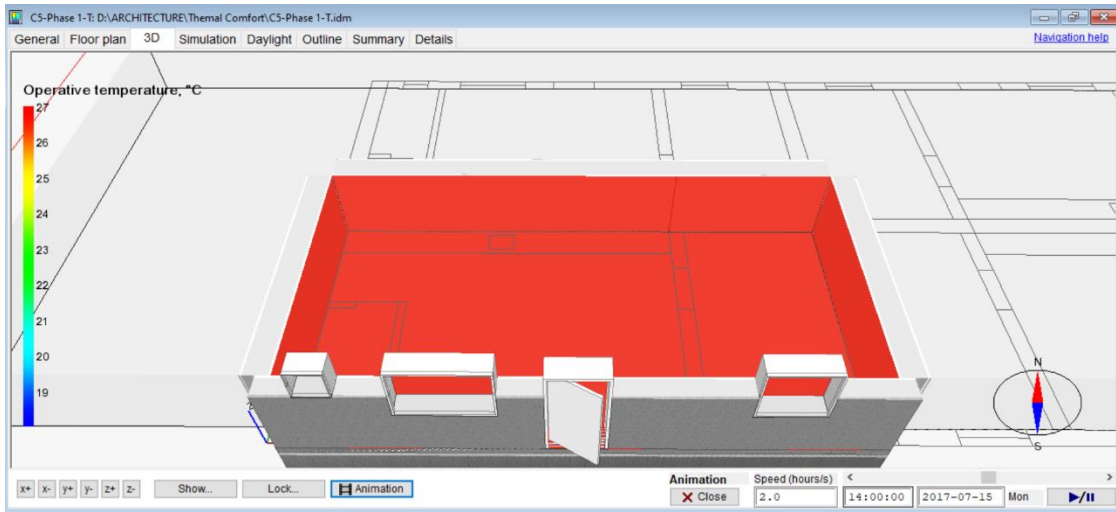 C5-Phase 1-T: D:\ARCHITECTURE\Themal Comfort\C5-Phase 1-T.idm
General Floor plan 3D Simulation Daylight Outline Summary Details Navigation help
Operative temperature, °C
27
26
25
24
23
22
21
20
19
N
S
x+ x- y+ y- z+ z- Show... Lock... Animation
Animation Speed (hours/s) < >
X Close 2.0 14:00:00 2017-07-15 Mon